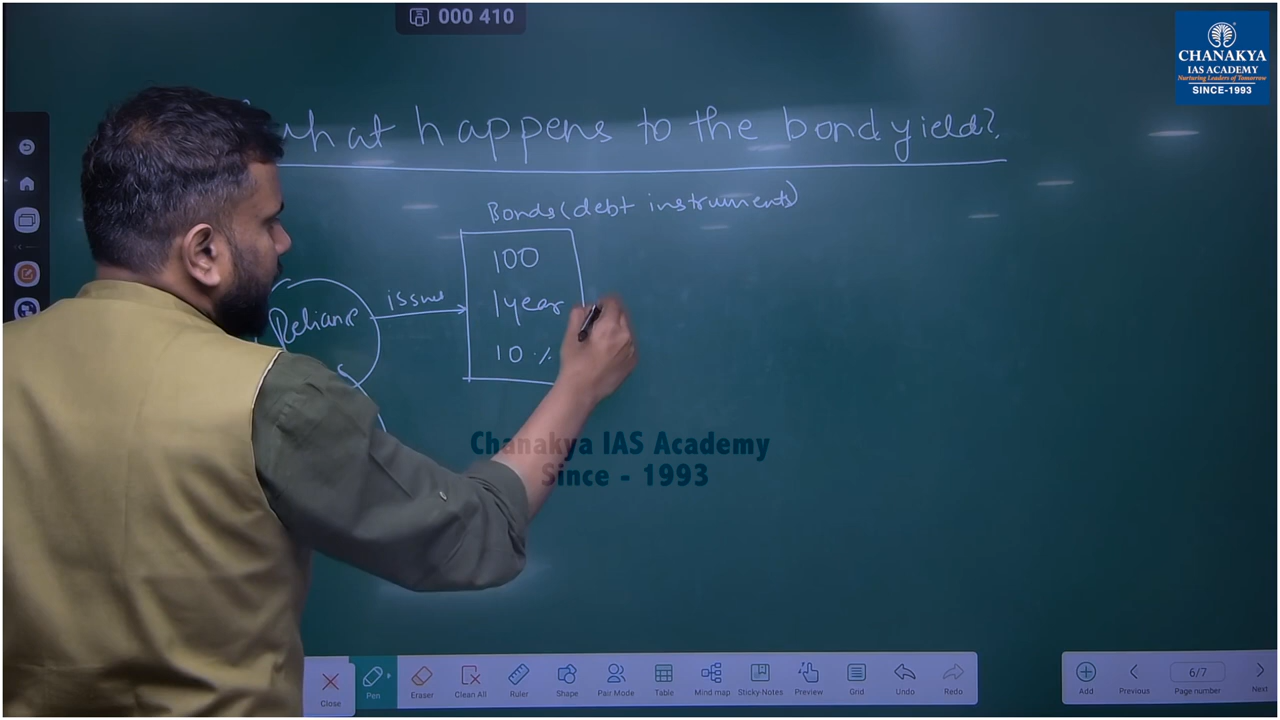 000 410
CHANAKYA
IAS ACADEMY
Nurturing Leaders of Tomorrow
SINCE-1993
what happens to the bond yield?
Bonds (debt instruments)
100
1 year
10 %
Reliance
issues
Chanakya IAS Academy
Since - 1993
Close
Pen
Eraser
Clean All
Ruler
Shape
Pair Mode
Table
Mind map
Sticky-Notes
Preview
Grid
Undo
Redo
Add
Previous
6/7
Page number
Next